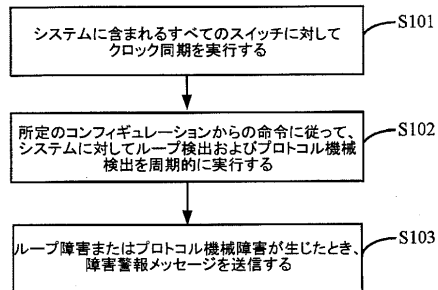 システムに含まれるすべてのスイッチに対して
クロック同期を実行する
S101
所定のコンフィギュレーションからの命令に従って、
システムに対してループ検出およびプロトコル機械
検出を周期的に実行する
S102
ループ障害またはプロトコル機械障害が生じたとき、
障害警報メッセージを送信する
S103